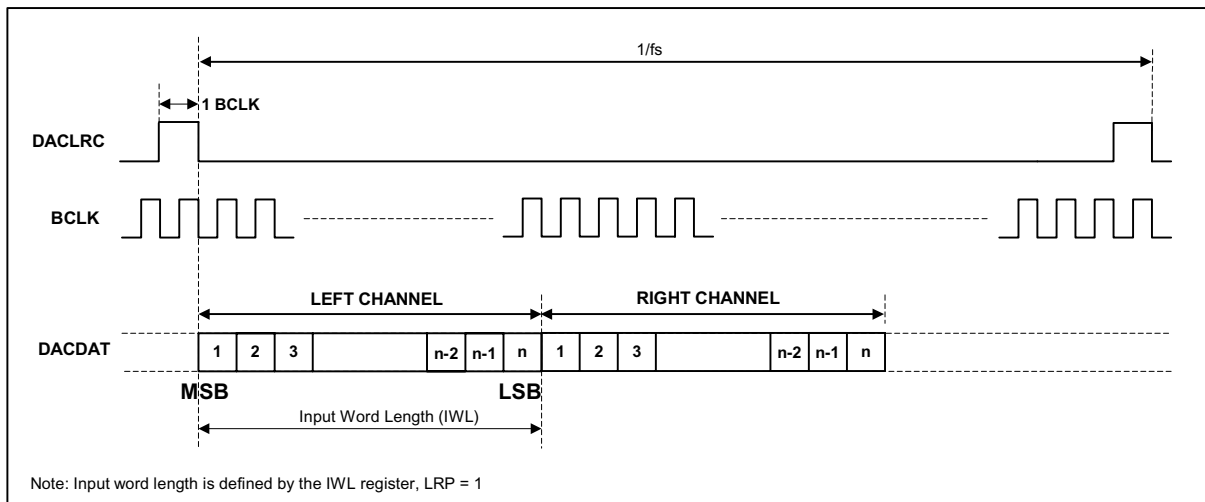 1/fs
1 BCLK
DACLRC
BCLK
LEFT CHANNEL RIGHT CHANNEL
DACDAT 1 2 3 n-2 n-1 n 1 2 3 n-2 n-1 n
MSB LSB
Input Word Length (IWL)
Note: Input word length is defined by the IWL register, LRP = 1